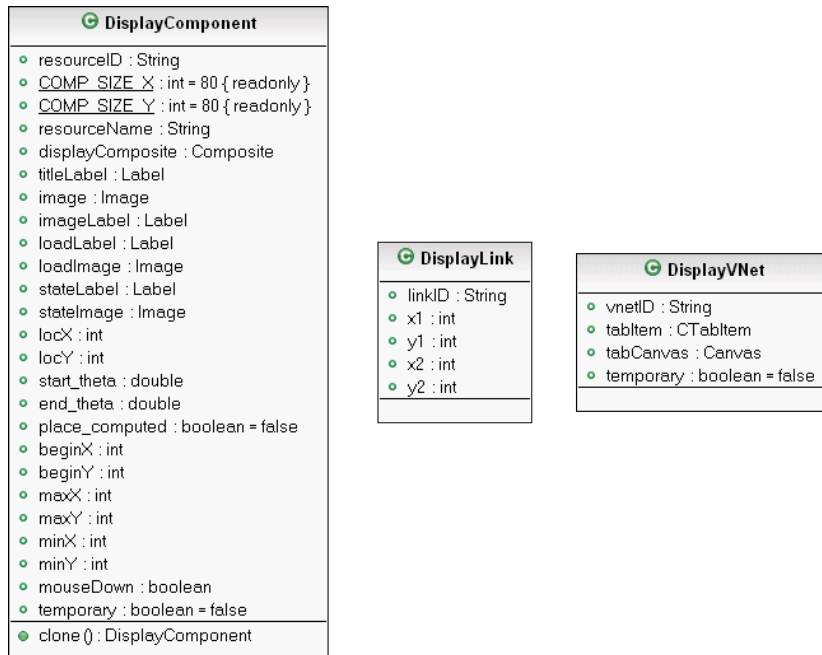 DisplayComponent
resourceID : String
COMP_SIZE_X : int = 80 { readonly }
COMP_SIZE_Y : int = 80 { readonly }
resourceName : String
displayComposite : Composite
titleLabel : Label
image : Image
imageLabel : Label
loadLabel : Label
loadImage : Image
stateLabel : Label
stateImage : Image
locX : int
locY : int
start_theta : double
end_theta : double
place_computed : boolean = false
beginX : int
beginY : int
maxX : int
maxY : int
minX : int
minY : int
mouseDown : boolean
temporary : boolean = false
clone () : DisplayComponent
DisplayLink
linkID : String
x1 : int
y1 : int
x2 : int
y2 : int
DisplayVNet
vnetID : String
tabItem : CTabItem
tabCanvas : Canvas
temporary : boolean = false